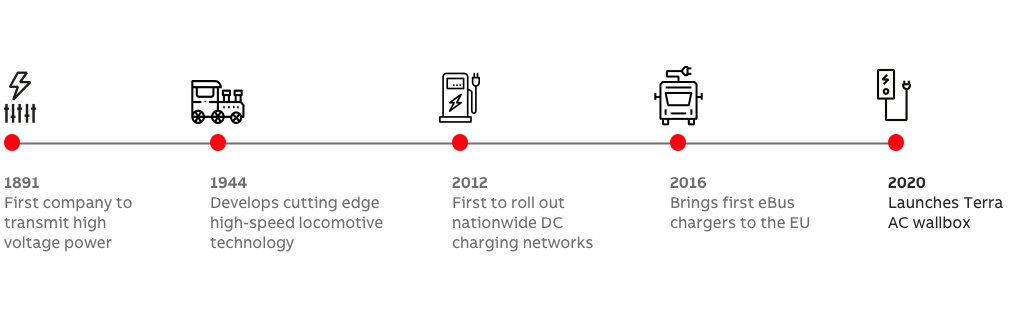 1891
First company to
transmit high
voltage power
1944
Develops cutting edge
high-speed locomotive
technology
2012
First to roll out
nationwide DC
charging networks
2016
Brings first eBus
chargers to the EU
2020
Launches Terra
AC wallbox